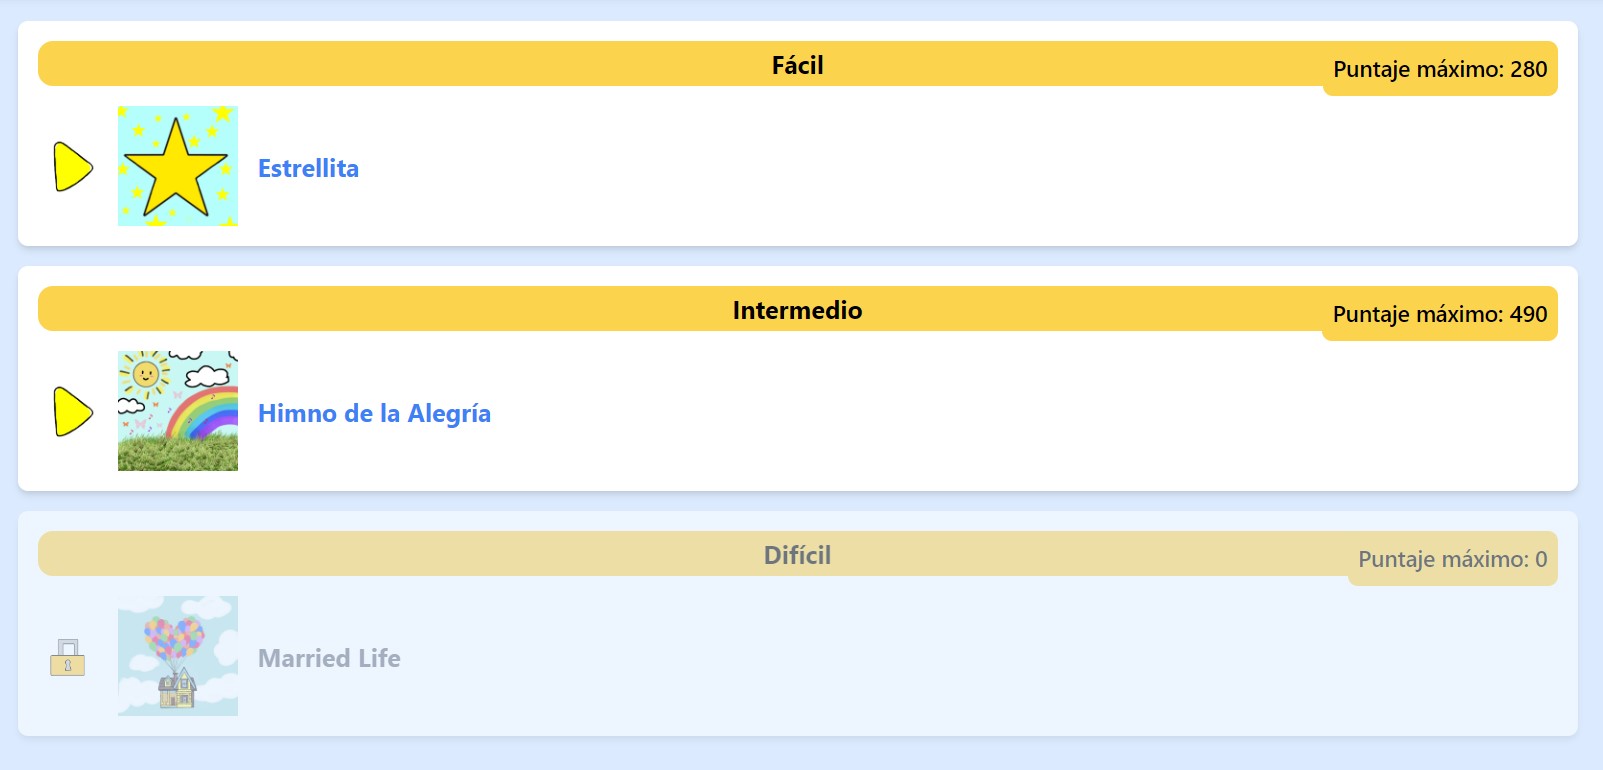 Fácil
Puntaje máximo: 280
Estrellita
Intermedio
Puntaje máximo: 490
Himno de la Alegría
Difícil
Puntaje máximo: 0
Married Life